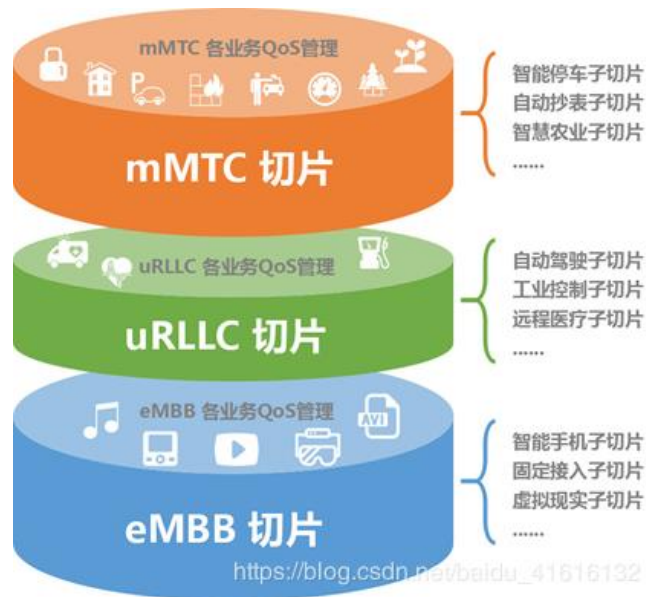 mMTC 各业务QoS管理
P
mMTC 切片
智能停车子切片
自动抄表子切片
智慧农业子切片
......
uRLLC 各业务QoS管理
uRLLC 切片
自动驾驶子切片
工业控制子切片
远程医疗子切片
......
eMBB 各业务QoS管理
AVI
eMBB 切片
智能手机子切片
固定接入子切片
虚拟现实子切片
......
https://blog.csdn.net/baidu_41616132